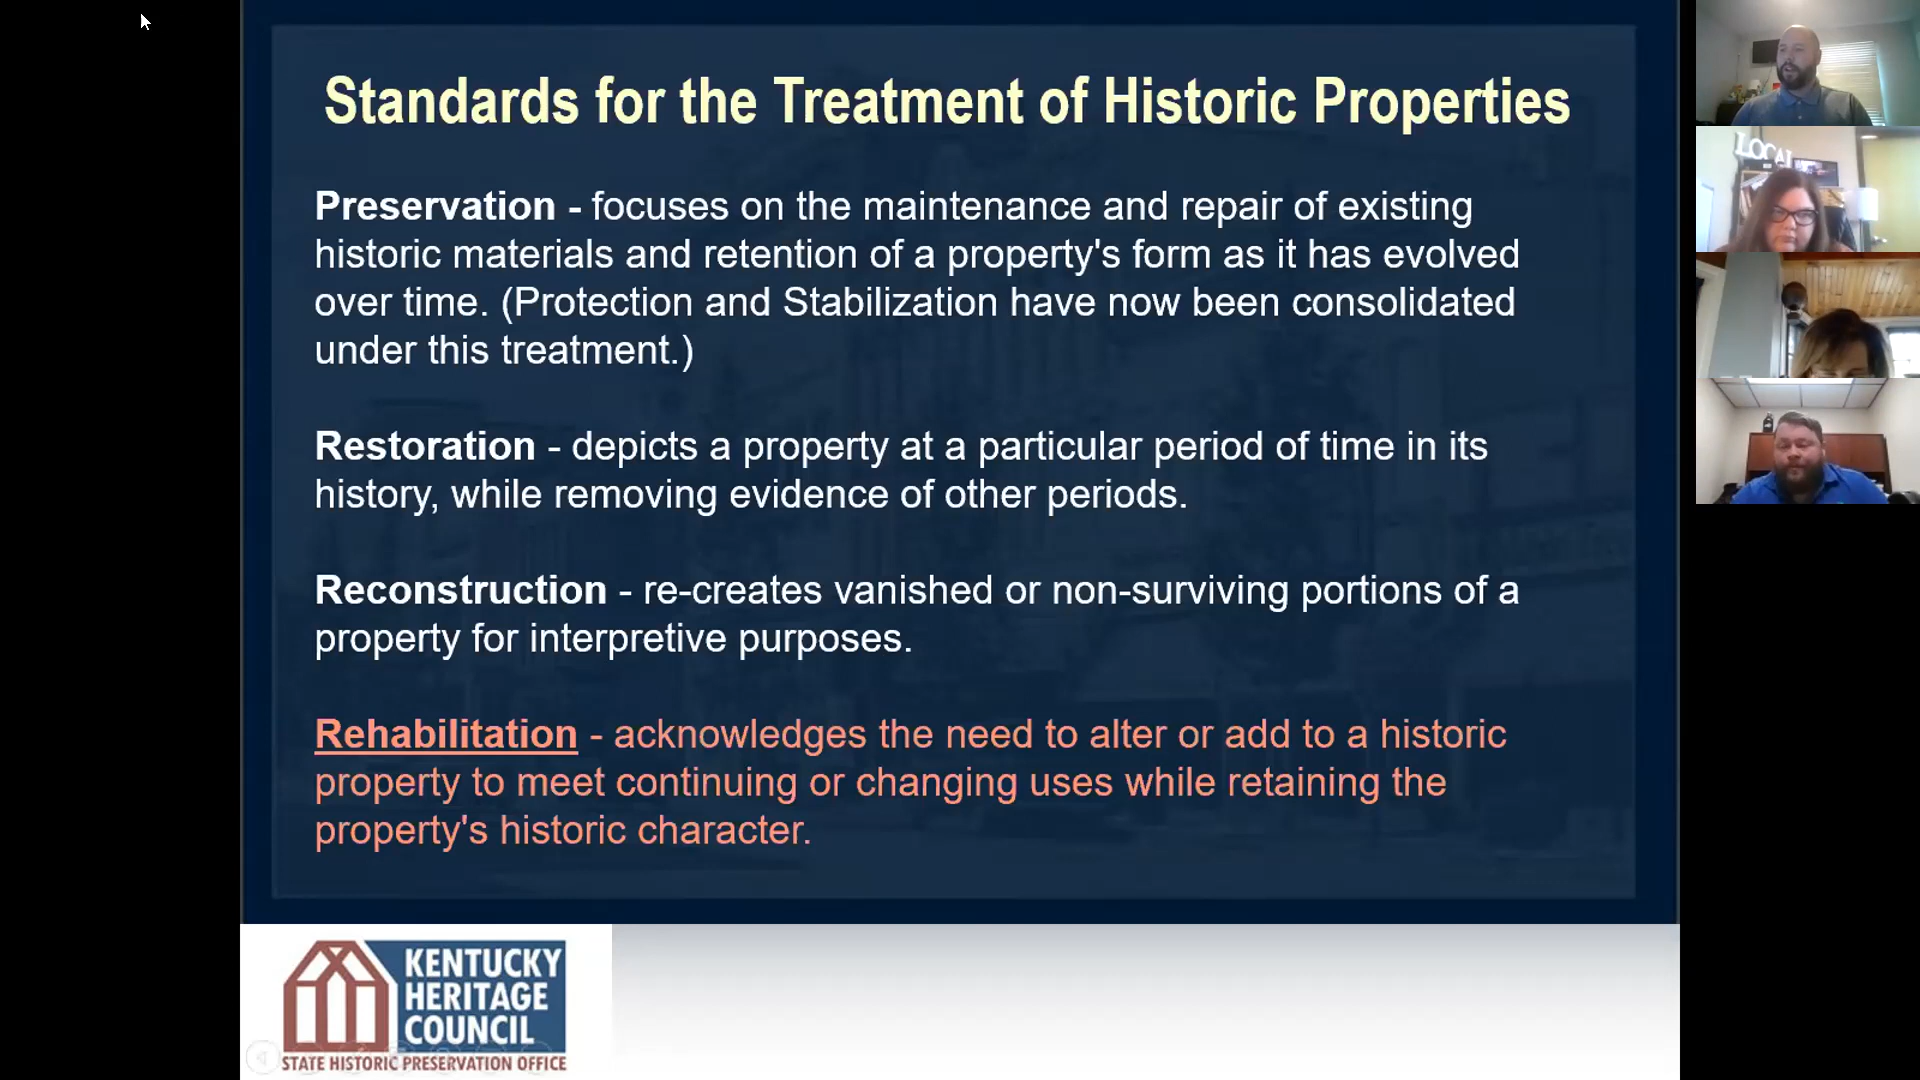 Standards for the Treatment of Historic Properties
Preservation - focuses on the maintenance and repair of existing
historic materials and retention of a property's form as it has evolved
over time. (Protection and Stabilization have now been consolidated
under this treatment.)
Restoration - depicts a property at a particular period of time in its
history, while removing evidence of other periods.
Reconstruction - re-creates vanished or non-surviving portions of a
property for interpretive purposes.
Rehabilitation - acknowledges the need to alter or add to a historic
property to meet continuing or changing uses while retaining the
property's historic character.
KENTUCKY
HERITAGE
COUNCIL
STATE HISTORIC PRESERVATION OFFICE
LOCAL